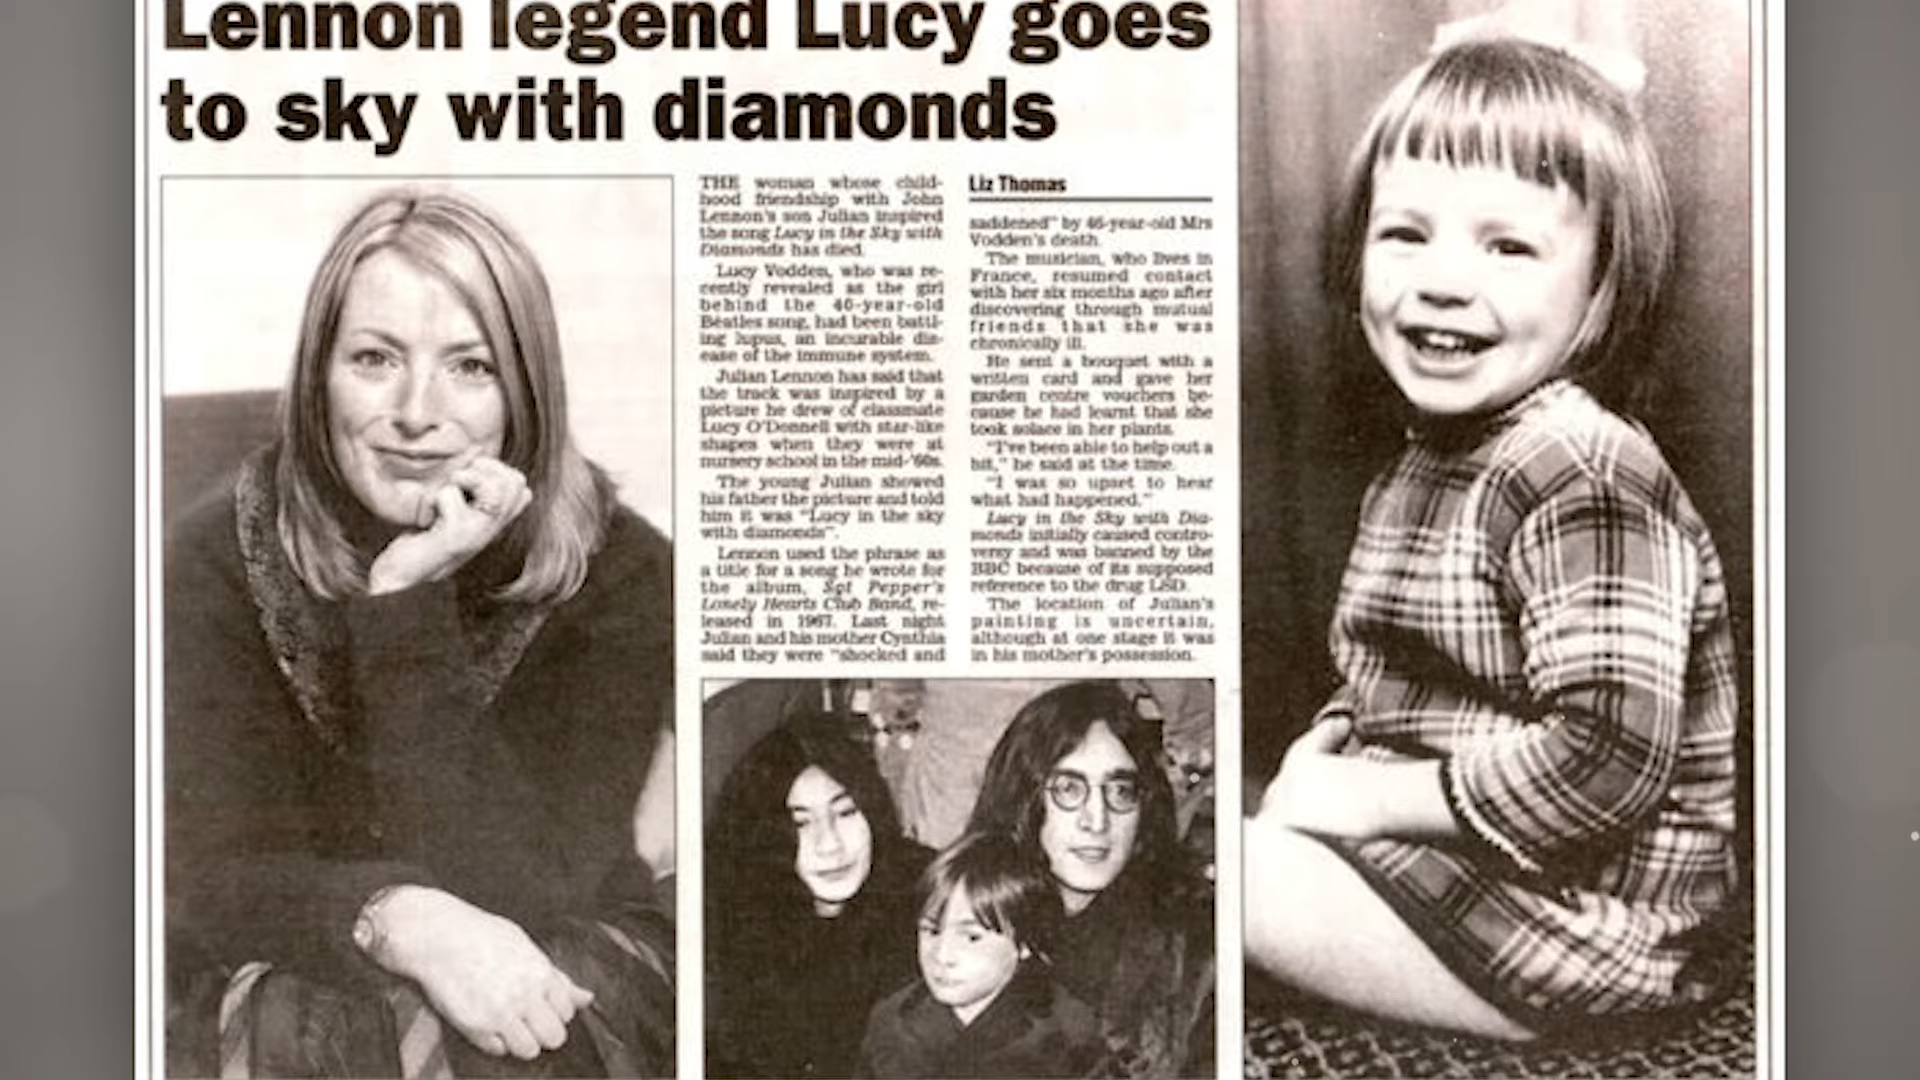 Lennon legend Lucy goes
to sky with diamonds
THE woman whose child-
hood friendship with John
Lennon's son Julian inspired
the song Lucy in the Sky with
Diamonds has died.
Lucy Vodden, who was re-
cently revealed as the girl
behind the 40-year-old
Beatles song, had been battl-
ing lupus, an incurable dis-
ease of the immune system.
Julian Lennon has said that
the track was inspired by a
picture he drew of classmate
Lucy O'Donnell with star-like
shapes when they were at
nursery school in the mid-'60s.
The young Julian showed
his father the picture and told
him it was "Lucy in the sky
with diamonds".
Lennon used the phrase as
a title for a song he wrote for
the album, Sgt Pepper's
Lonely Hearts Club Band, re-
leased in 1967. Last night
Julian and his mother Cynthia
said they were "shocked and
Liz Thomas
saddened" by 46-year-old Mrs
Vodden's death.
The musician, who lives in
France, resumed contact
with her six months ago after
discovering through mutual
friends that she was
chronically ill.
He sent a bouquet with a
written card and gave her
garden centre vouchers be-
cause he had learnt that she
took solace in her plants.
"I've been able to help out a
bit," he said at the time.
"I was so upset to hear
what had happened."
Lucy in the Sky with Dia-
monds initially caused contro-
versy and was banned by the
BBC because of its supposed
reference to the drug LSD.
The location of Julian's
painting is uncertain,
although at one stage it was
in his mother's possession.